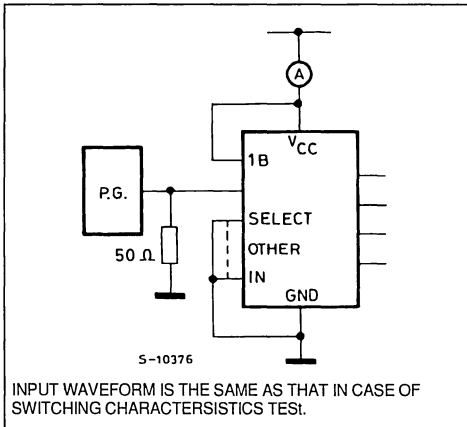 A
VCC
1B
P.G.
SELECT
50 Ω
OTHER
IN
GND
S-10376
INPUT WAVEFORM IS THE SAME AS THAT IN CASE OF
SWITCHING CHARACTERSISTICS TESt.